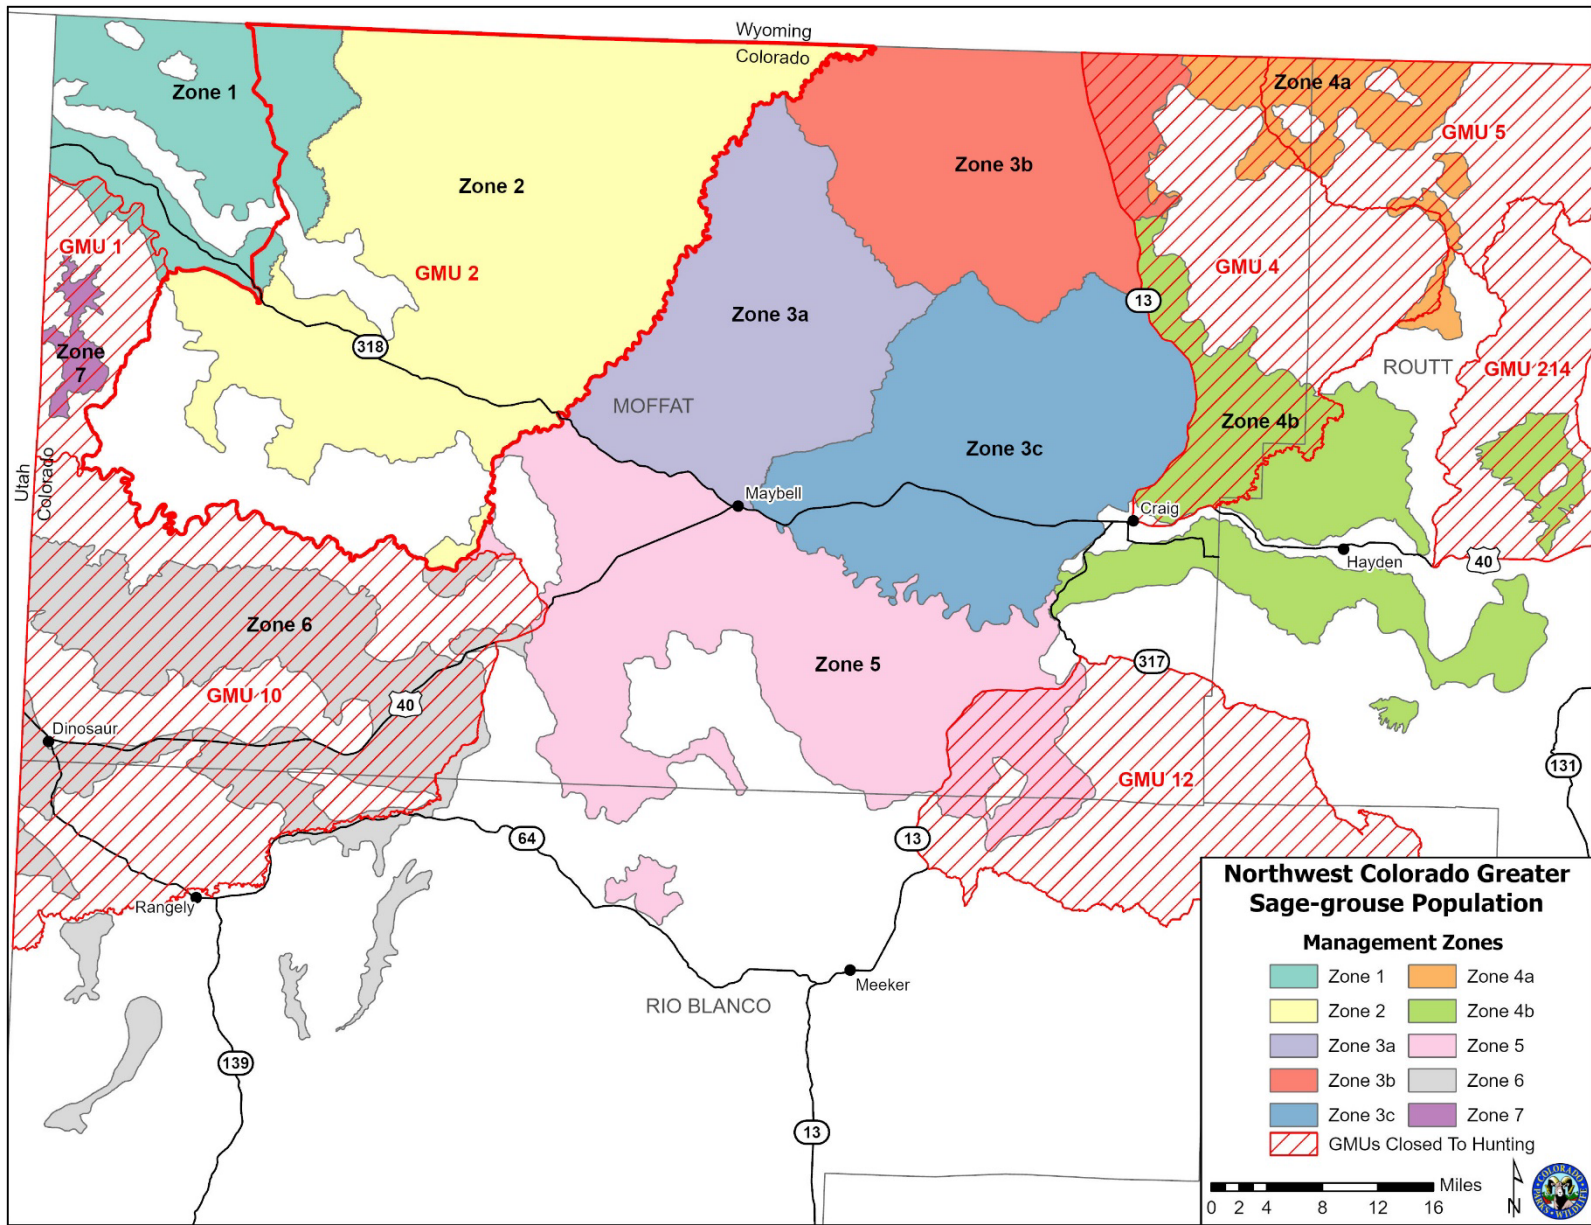 Wyoming
Colorado
Zone 1
Zone 4a
GMU 5
Zone 3b
Zone 2
GMU 1
GMU 2
GMU 4
13
Zone 3a
318
Zone
7
ROUTT
GMU 214
MOFFAT
Zone 4b
Zone 3c
Utah
Colorado
Maybell
Craig
Hayden
40
Zone 6
Zone 5
317
GMU 10
40
Dinosaur
131
GMU 12
64
13
Rangely
Meeker
RIO BLANCO
139
13
Northwest Colorado Greater
Sage-grouse Population
Management Zones
Zone 1
Zone 4a
Zone 2
Zone 4b
Zone 3a
Zone 5
Zone 3b
Zone 6
Zone 3c
Zone 7
GMUs Closed To Hunting
Miles
0 2 4 8 12 16
N
COLORADO
PARKS WILDLIFE